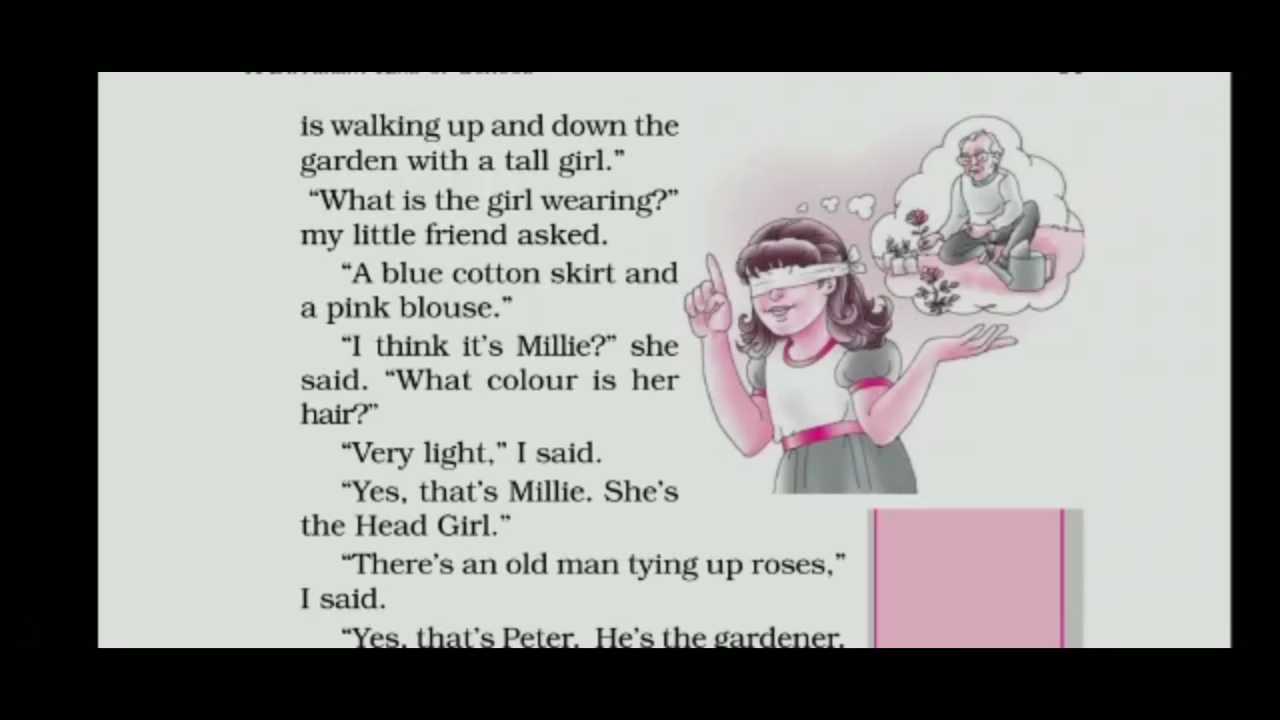 is walking up and down the
garden with a tall girl.”
“What is the girl wearing?”
my little friend asked.
“A blue cotton skirt and
a pink blouse.”
“I think it’s Millie?” she
said. “What colour is her
hair?”
“Very light,” I said.
“Yes, that’s Millie. She’s
the Head Girl.”
“There’s an old man tying up roses,”
I said.
“Yes, that’s Peter. He’s the gardener.